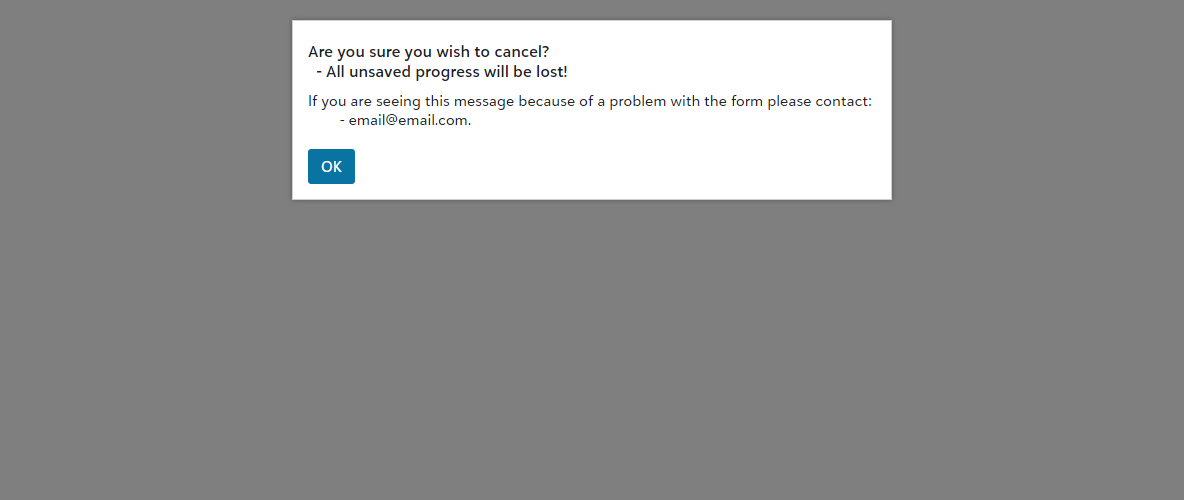 Are you sure you wish to cancel?
- All unsaved progress will be lost!
If you are seeing this message because of a problem with the form please contact:
- email@email.com.
OK